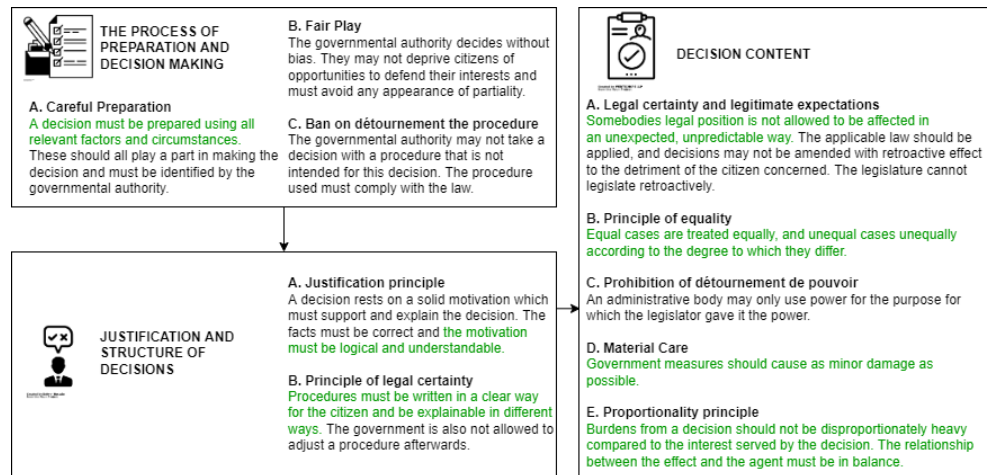 THE PROCESS OF
PREPARATION AND
DECISION MAKING
A. Careful Preparation
A decision must be prepared using all
relevant factors and circumstances.
These should all play a part in making the
decision and must be identified by the
governmental authority.
B. Fair Play
The governmental authority decides without
bias. They may not deprive citizens of
opportunities to defend their interests and
must avoid any appearance of partiality.
C. Ban on détournement the procedure
The governmental authority may not take a
decision with a procedure that is not
intended for this decision. The procedure
used must comply with the law.
JUSTIFICATION AND
STRUCTURE OF
DECISIONS
A. Justification principle
A decision rests on a solid motivation which
must support and explain the decision. The
facts must be correct and the motivation
must be logical and understandable.
B. Principle of legal certainty
Procedures must be written in a clear way
for the citizen and be explainable in different
ways. The government is also not allowed to
adjust a procedure afterwards.
DECISION CONTENT
A. Legal certainty and legitimate expectations
Somebodies legal position is not allowed to be affected in
an unexpected, unpredictable way. The applicable law should be
applied, and decisions may not be amended with retroactive effect
to the detriment of the citizen concerned. The legislature cannot
legislate retroactively.
B. Principle of equality
Equal cases are treated equally, and unequal cases unequally
according to the degree to which they differ.
C. Prohibition of détournement de pouvoir
An administrative body may only use power for the purpose for
which the legislator gave it the power.
D. Material Care
Government measures should cause as minor damage as
possible.
E. Proportionality principle
Burdens from a decision should not be disproportionately heavy
compared to the interest served by the decision. The relationship
between the effect and the agent must be in balance.